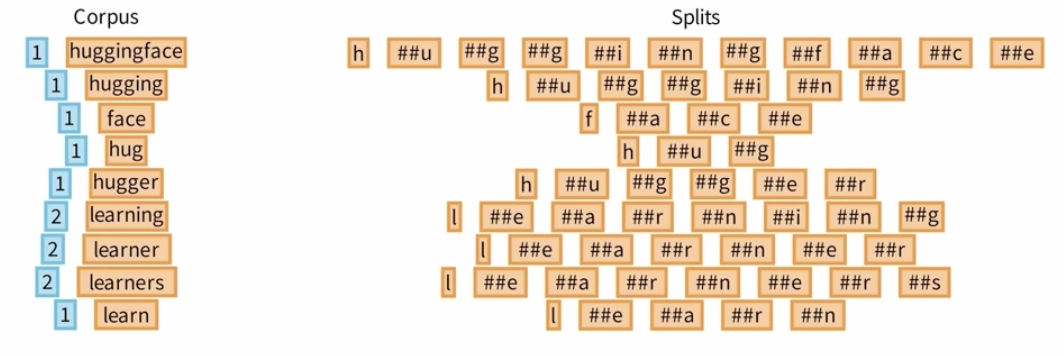 Corpus Splits
1 huggingface h ##u ##g ##g ##i ##n ##g ##f ##a ##c ##e
1 hugging h ##u ##g ##g ##i ##n ##g
1 face f ##a ##c ##e
1 hug h ##u ##g
1 hugger h ##u ##g ##g ##e ##r
2 learning l ##e ##a ##r ##n ##i ##n ##g
2 learner l ##e ##a ##r ##n ##e ##r
2 learners l ##e ##a ##r ##n ##e ##r ##s
1 learn l ##e ##a ##r ##n